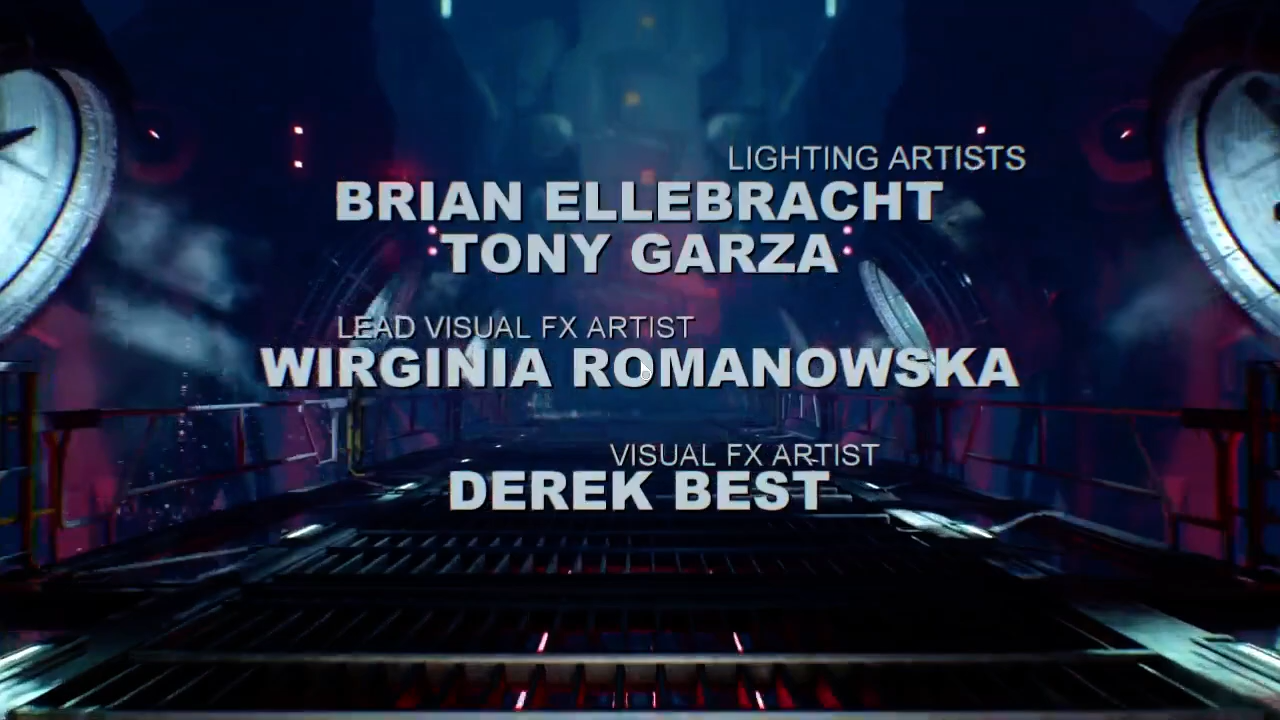 LIGHTING ARTISTS
BRIAN ELLEBRACHT
TONY GARZA
LEAD VISUAL FX ARTIST
WIRGINIA ROMANOWSKA
VISUAL FX ARTIST
DEREK BEST